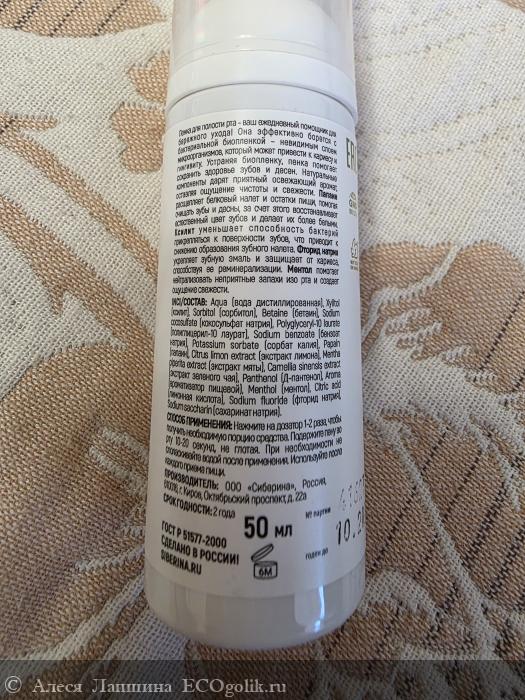 Пенка для полости рта - ваш ежедневный помощник для
бережного ухода! Она эффективно борется с
бактериальной биопленкой – невидимым слоем
микроорганизмов, который может привести к кариесу и
гингивиту. Устраняя биопленку, пенка помогает
сохранить здоровье зубов и десен. Натуральные
компоненты дарят приятный освежающий аромат,
оставляя ощущение чистоты и свежести. Папаин
расщепляет белковый налет и остатки пищи, помогая
очищать зубы и десны, за счет этого восстанавливает
естественный цвет зубов и делает их более белыми.
Ксилит уменьшает способность бактерий
прикрепляться к поверхности зубов, что приводит к
снижению образования зубного налета. Фторид натрия
укрепляет зубную эмаль и защищает от кариеса,
способствуя ее реминерализации. Ментол помогает
нейтрализовать неприятные запахи изо рта и создает
ощущение свежести.
INCI/СОСТАВ: Aqua (вода дистиллированная), Xylitol
(ксилит), Sorbitol (сорбитол), Betaine (бетаин), Sodium
cocosulfate (кокосульфат натрия), Polyglyceryl-10 laurate
(полиглицерил-10 лаурат), Sodium benzoate (бензоат
натрия), Potassium sorbate (сорбат калия), Papain
(папаин), Citrus limon extract (экстракт лимона), Mentha
piperita extract (экстракт мяты), Camellia sinensis extract
(экстракт зеленого чая), Panthenol (Д-пантенол), Aroma
(ароматизатор пищевой), Menthol (ментол), Citric acid
(лимонная кислота), Sodium fluoride (фторид натрия),
Sodium saccharin (сахаринат натрия).
СПОСОБ ПРИМЕНЕНИЯ: Нажмите на дозатор 1-2 раза, чтобы
получить необходимую порцию средства. Подержите пену во
рту 10-20 секунд, не глотая. При необходимости не
споласкивайте водой после применения. Используйте после
каждого приема пищи.
ПРОИЗВОДИТЕЛЬ: ООО «Сиберина», Россия,
610016, г. Киров, Октябрьский проспект, д. 22а
СРОК ГОДНОСТИ: 2 года
№ партии
ГОСТ Р 51577-2000
СДЕЛАНО В РОССИИ!
SIBERINA.RU
50 мл
6M
годен до
10.20
© Алеся Лапшина ECOgolik.ru